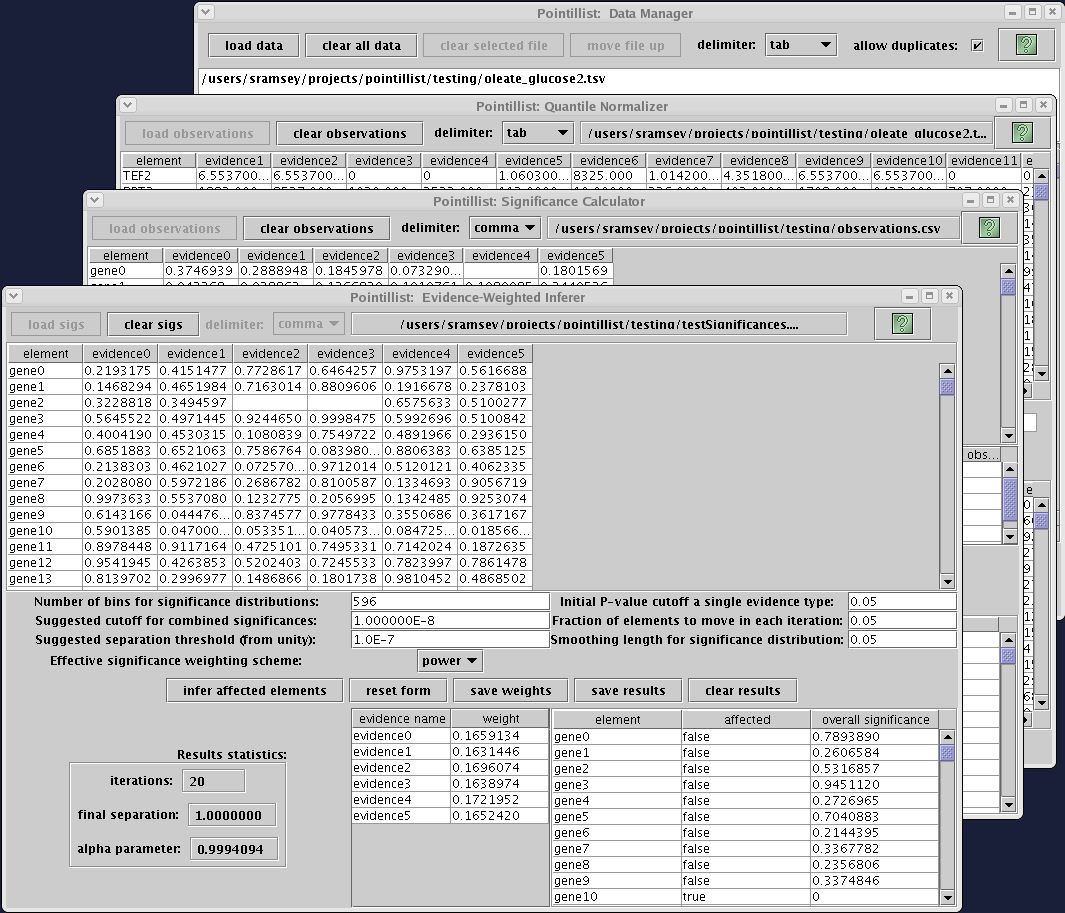 Pointillist: Data Manager
load data clear all data clear selected file move file up delimiter: tab allow duplicates: ?
/users/sramsey/projects/pointillist/testing/oleate_glucose2.tsv
Pointillist: Quantile Normalizer
load observations clear observations delimiter: tab /users/sramsey/projects/pointillist/testing/oleate_glucose2.t... ?
element evidence1 evidence2 evidence3 evidence4 evidence5 evidence6 evidence7 evidence8 evidence9 evidence10 evidence11 e
TEF2 6.553700... 6.553700... 0 0 1.060300... 8325.000 1.014200... 4.351800... 6.553700... 6.553700... 0 0
Pointillist: Significance Calculator
load observations clear observations delimiter: comma /users/sramsey/projects/pointillist/testing/observations.csv ?
element evidence0 evidence1 evidence2 evidence3 evidence4 evidence5
gene0 0.3746939 0.2888948 0.1845978 0.073290... 0.1801569
obs...
Pointillist: Evidence-Weighted Inferer
load sigs clear sigs delimiter: comma /users/sramsey/projects/pointillist/testing/testSignificances.... ?
element evidence0 evidence1 evidence2 evidence3 evidence4 evidence5
gene0 0.2193175 0.4151477 0.7728617 0.6464257 0.9753197 0.5616688
gene1 0.1468294 0.4651984 0.7163014 0.8809606 0.1916678 0.2378103
gene2 0.3228818 0.3494597 0.6575633 0.5100277
gene3 0.5645522 0.4971445 0.9244650 0.9998475 0.5992696 0.5100842
gene4 0.4004190 0.4530315 0.1080839 0.7549722 0.4891966 0.2936150
gene5 0.6851883 0.6521063 0.7586764 0.083980... 0.8806383 0.6385125
gene6 0.2138303 0.4621027 0.072570... 0.9712014 0.5120121 0.4062335
gene7 0.2028080 0.5972186 0.2686782 0.8100587 0.1334693 0.9056719
gene8 0.9973633 0.5537080 0.1232775 0.2056995 0.1342485 0.9253074
gene9 0.6143166 0.044476... 0.8374577 0.9778433 0.3550686 0.3617167
gene10 0.5901385 0.047000... 0.053351... 0.040573... 0.084725... 0.018566...
gene11 0.8978448 0.9117164 0.4725101 0.7495331 0.7142024 0.1872635
gene12 0.9541945 0.4263853 0.5202403 0.7245533 0.7823997 0.7861478
gene13 0.8139702 0.2996977 0.1486866 0.1801738 0.9810452 0.4868502
Number of bins for significance distributions: 596 Initial P-value cutoff a single evidence type: 0.05
Suggested cutoff for combined significances: 1.000000E-8 Fraction of elements to move in each iteration: 0.05
Suggested separation threshold (from unity): 1.0E-7 Smoothing length for significance distribution: 0.05
Effective significance weighting scheme: power
infer affected elements reset form save weights save results clear results
Results statistics:
iterations: 20
final separation: 1.0000000
alpha parameter: 0.9994094
evidence name weight
evidence0 0.1659134
evidence1 0.1631446
evidence2 0.1696074
evidence3 0.1638974
evidence4 0.1721952
evidence5 0.1652420
element affected overall significance
gene0 false 0.7893890
gene1 false 0.2606584
gene2 false 0.5316857
gene3 false 0.9451120
gene4 false 0.2726965
gene5 false 0.7040883
gene6 false 0.2144395
gene7 false 0.3367782
gene8 false 0.2356806
gene9 false 0.3374846
gene10 true 0